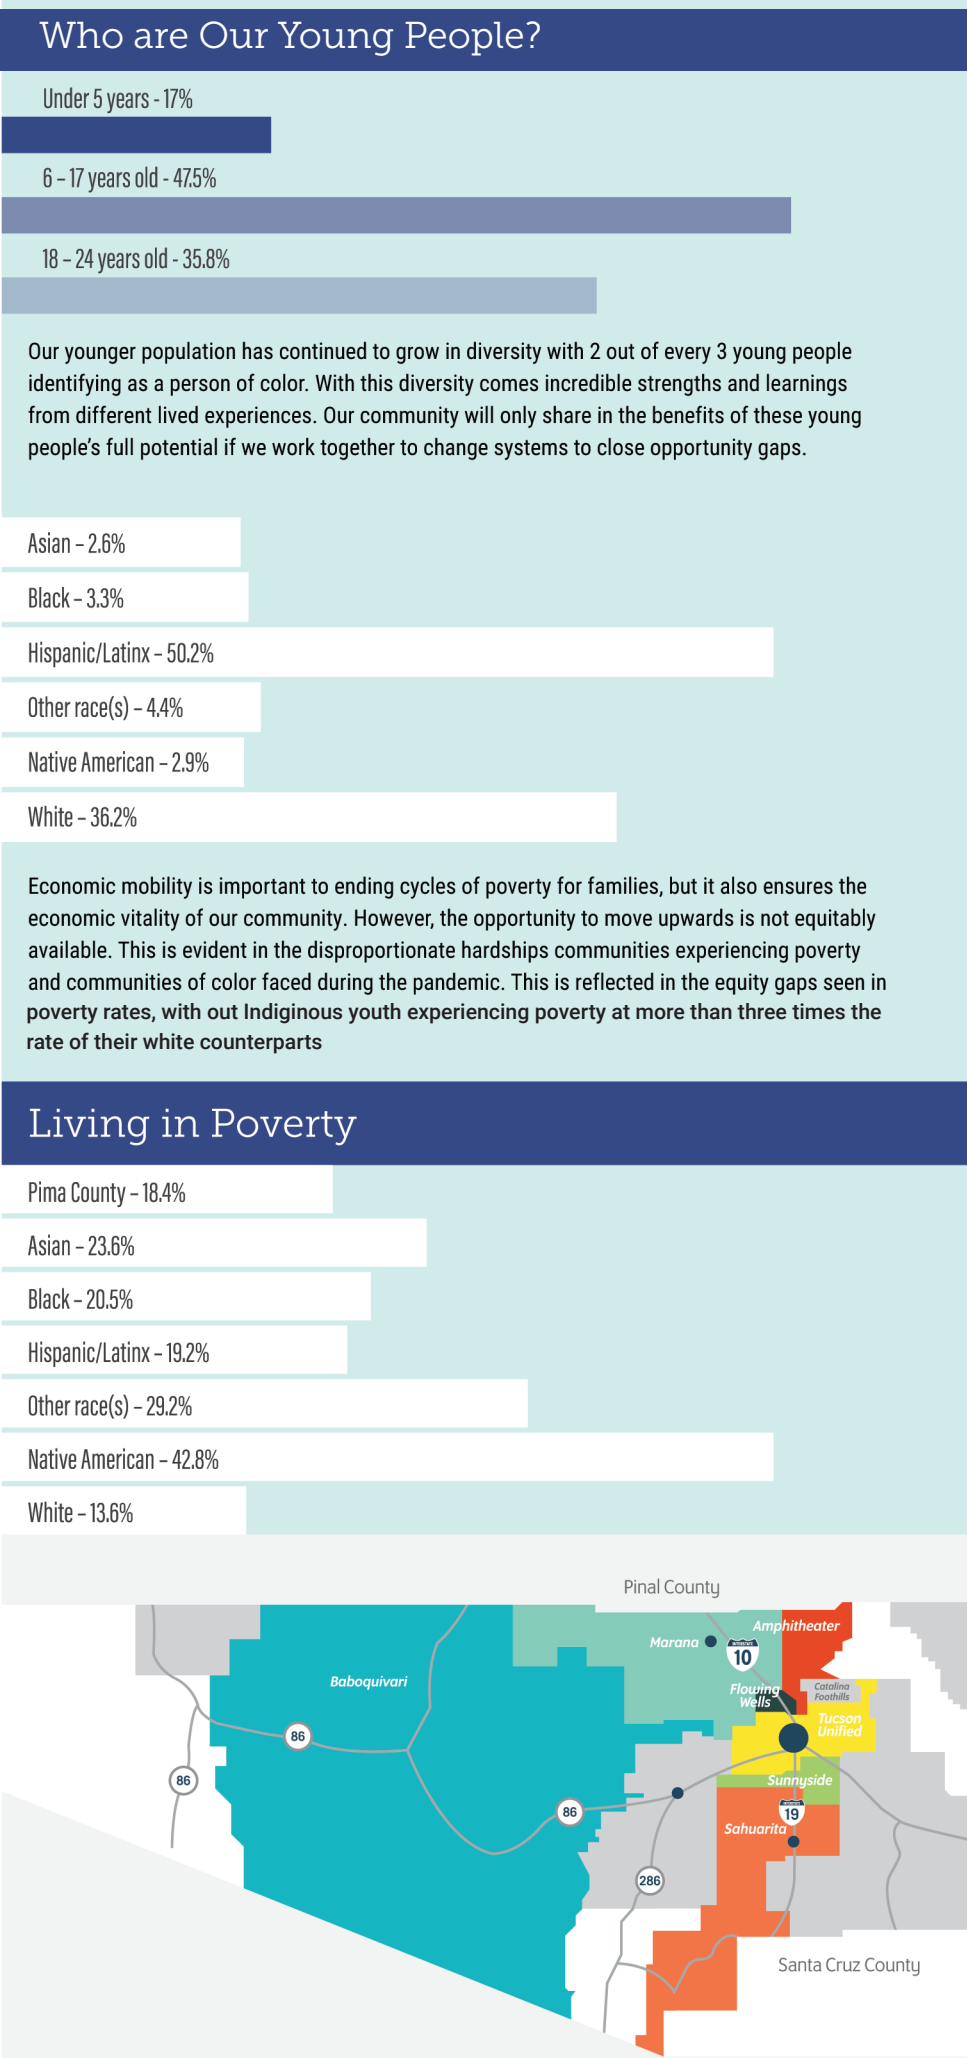 Who are Our Young People?
Under 5 years - 17%
6 – 17 years old - 47.5%
18 – 24 years old - 35.8%
Our younger population has continued to grow in diversity with 2 out of every 3 young people
identifying as a person of color. With this diversity comes incredible strengths and learnings
from different lived experiences. Our community will only share in the benefits of these young
people's full potential if we work together to change systems to close opportunity gaps.
Asian – 2.6%
Black – 3.3%
Hispanic/Latinx – 50.2%
Other race(s) – 4.4%
Native American – 2.9%
White – 36.2%
Economic mobility is important to ending cycles of poverty for families, but it also ensures the
economic vitality of our community. However, the opportunity to move upwards is not equitably
available. This is evident in the disproportionate hardships communities experiencing poverty
and communities of color faced during the pandemic. This is reflected in the equity gaps seen in
poverty rates, with out Indiginous youth experiencing poverty at more than three times the
rate of their white counterparts
Living in Poverty
Pima County – 18.4%
Asian – 23.6%
Black – 20.5%
Hispanic/Latinx – 19.2%
Other race(s) – 29.2%
Native American – 42.8%
White – 13.6%
Pinal County
Amphitheater
Marana
INTERSTATE
10
Baboquivari
Flowing
Wells
Catalina
Foothills
Tucson
Unified
86
86
Sunnyside
86
INTERSTATE
19
Sahuarita
286
Santa Cruz County